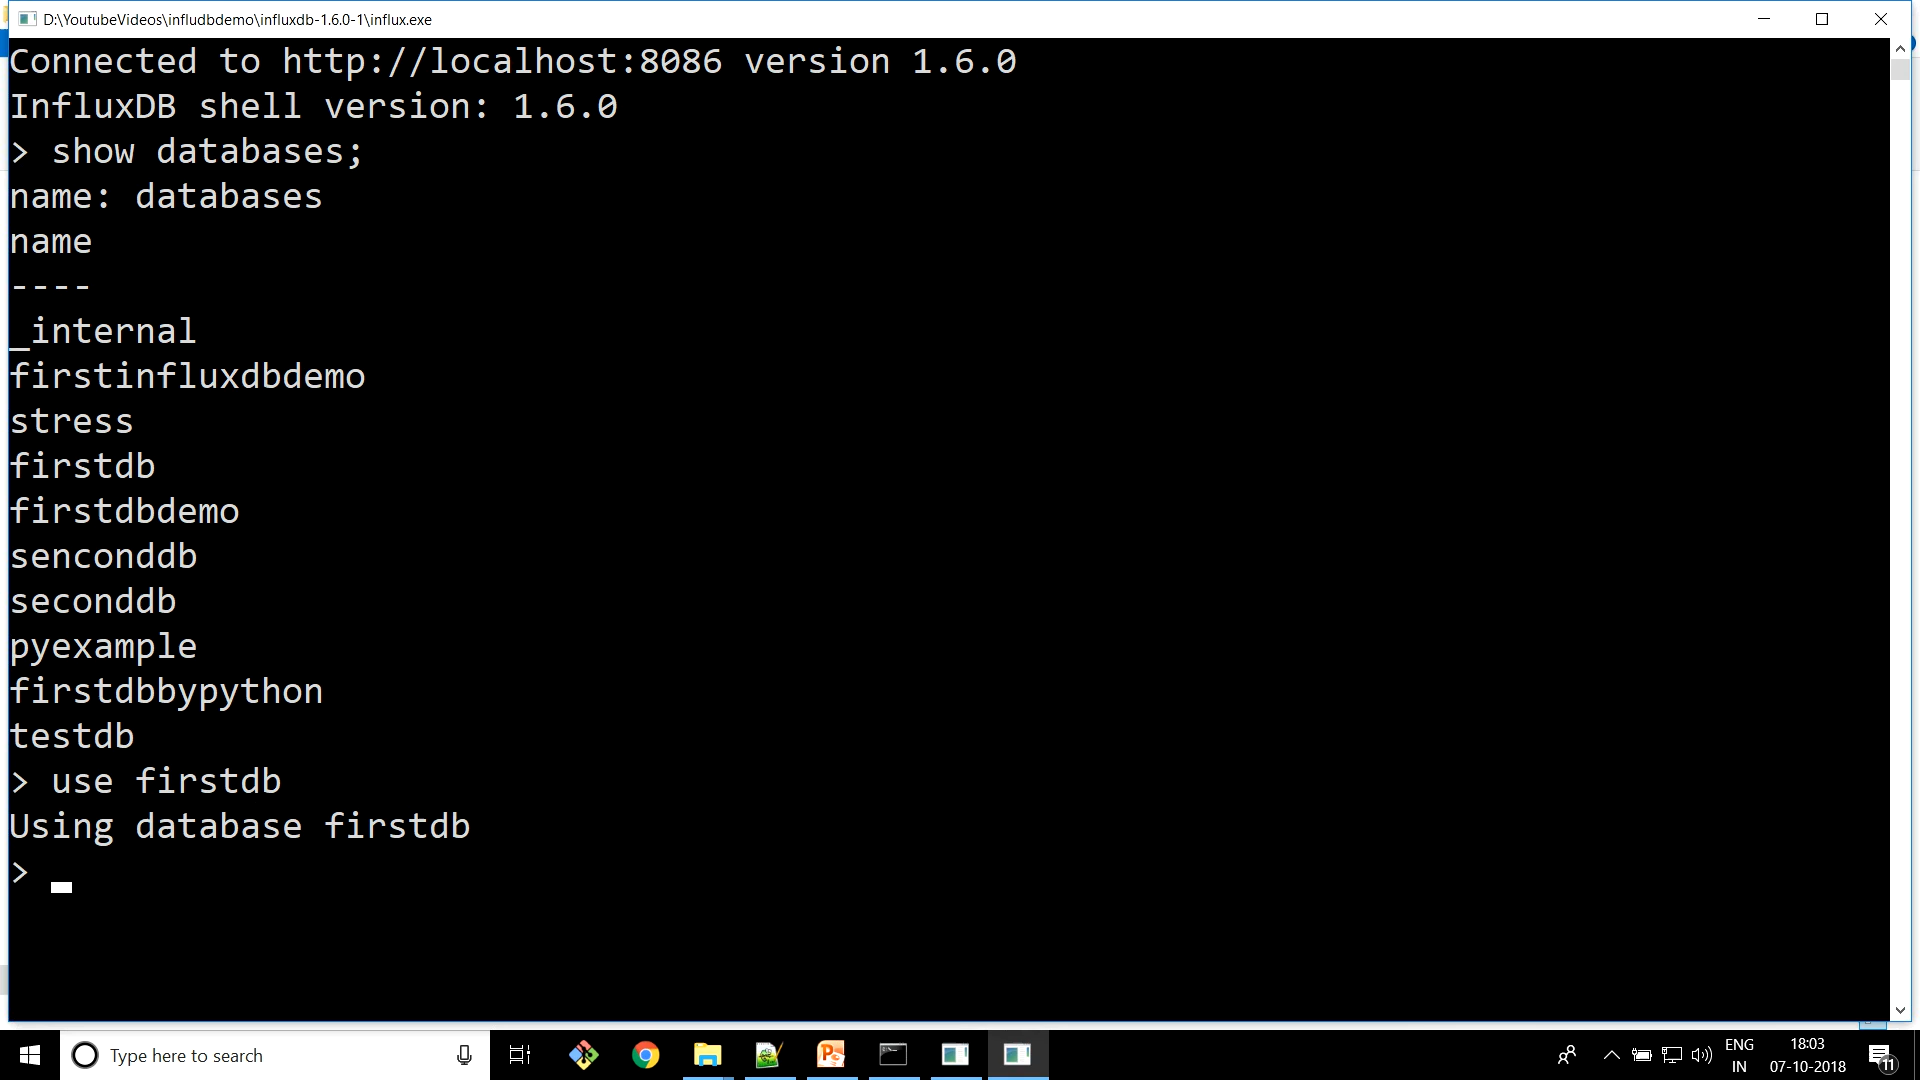 D:\YoutubeVideos\infludbdemo\influxdb-1.6.0-1\influx.exe
Connected to http://localhost:8086 version 1.6.0
InfluxDB shell version: 1.6.0
> show databases;
name: databases
name
----
_internal
firstinfluxdbdemo
stress
firstdb
firstdbdemo
senconddb
seconddb
pyexample
firstdbbypython
testdb
> use firstdb
Using database firstdb
>
Type here to search
ENG
IN
18:03
07-10-2018
11